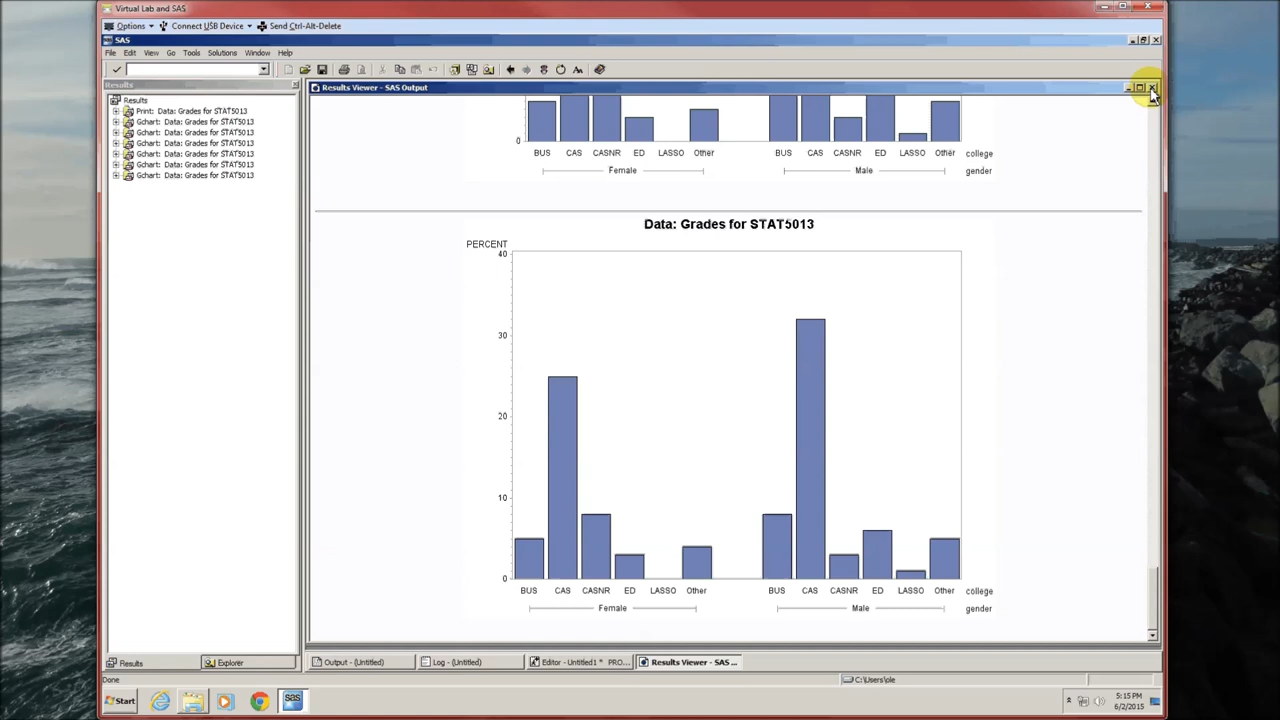 Virtual Lab and SAS
Options Connect USB Device Send Ctrl-Alt-Delete
SAS
File Edit View Go Tools Solutions Window Help
Results
Results Viewer - SAS Output
Results
Print: Data: Grades for STAT5013
Gchart: Data: Grades for STAT5013
Gchart: Data: Grades for STAT5013
Gchart: Data: Grades for STAT5013
Gchart: Data: Grades for STAT5013
Gchart: Data: Grades for STAT5013
Gchart: Data: Grades for STAT5013
0
BUS CAS CASNR ED LASSO Other BUS CAS CASNR ED LASSO Other college
Female Male gender
Data: Grades for STAT5013
PERCENT
40
30
20
10
0
BUS CAS CASNR ED LASSO Other BUS CAS CASNR ED LASSO Other college
Female Male gender
Results Explorer
Output - (Untitled) Log - (Untitled) Editor - Untitled1 * PRO... Results Viewer - SAS ...
Done C:\Users\ole
Start sas 5:15 PM
6/2/2015